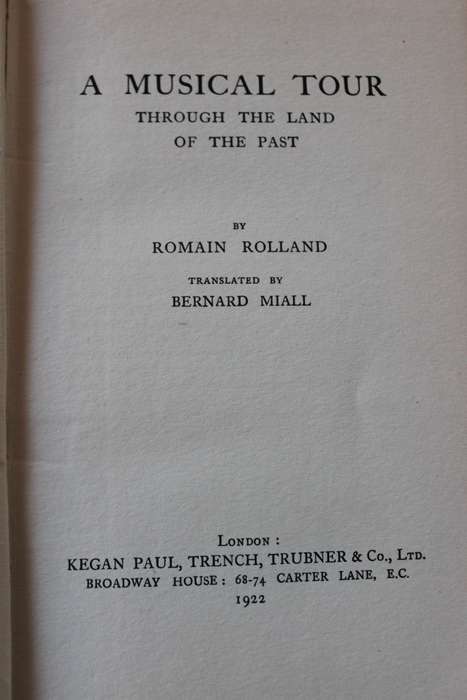 A MUSICAL TOUR
THROUGH THE LAND
OF THE PAST
BY
ROMAIN ROLLAND
TRANSLATED BY
BERNARD MIALL
LONDON :
KEGAN PAUL, TRENCH, TRUBNER & Co., LTD.
BROADWAY HOUSE : 68-74 CARTER LANE, E.C.
1922